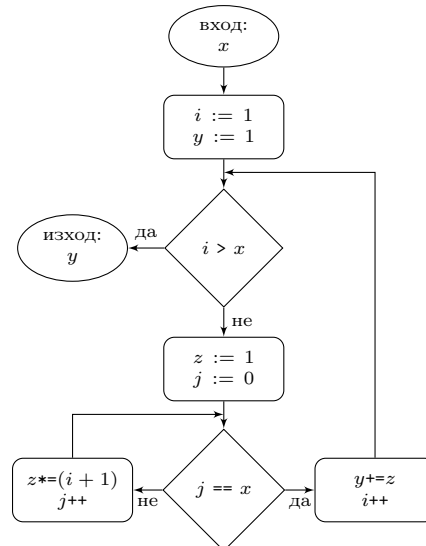 вход:
x
i := 1
y := 1
i > x
да
изход:
y
не
z := 1
j := 0
j == x
не
z*=(i + 1)
j++
да
y+=z
i++